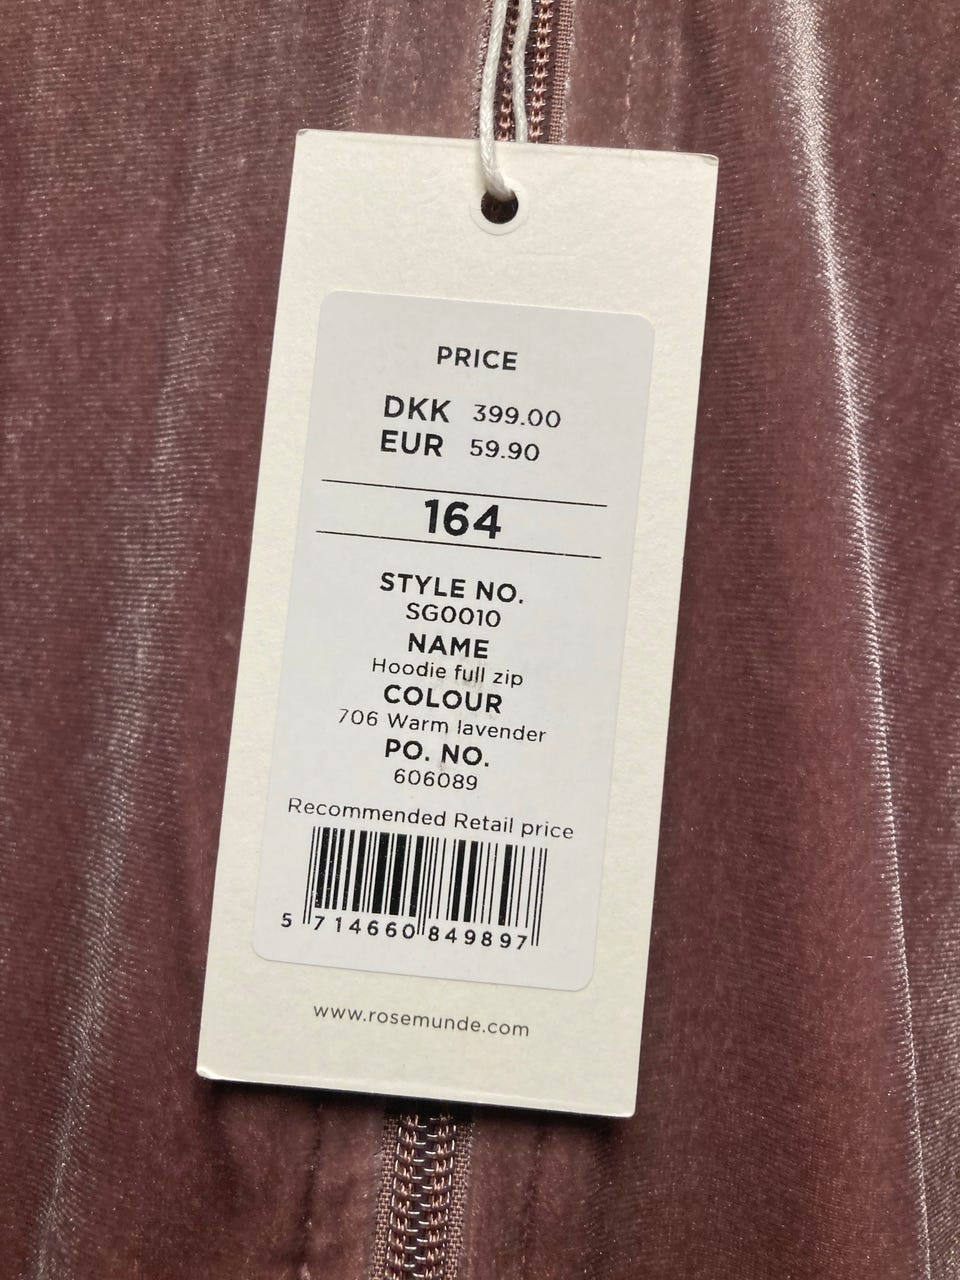 PRICE
DKK 399.00
EUR 59.90
164
STYLE NO.
SG0010
NAME
Hoodie full zip
COLOUR
706 Warm lavender
PO. NO.
606089
Recommended Retail price
5 714660 849897
www.rosemunde.com